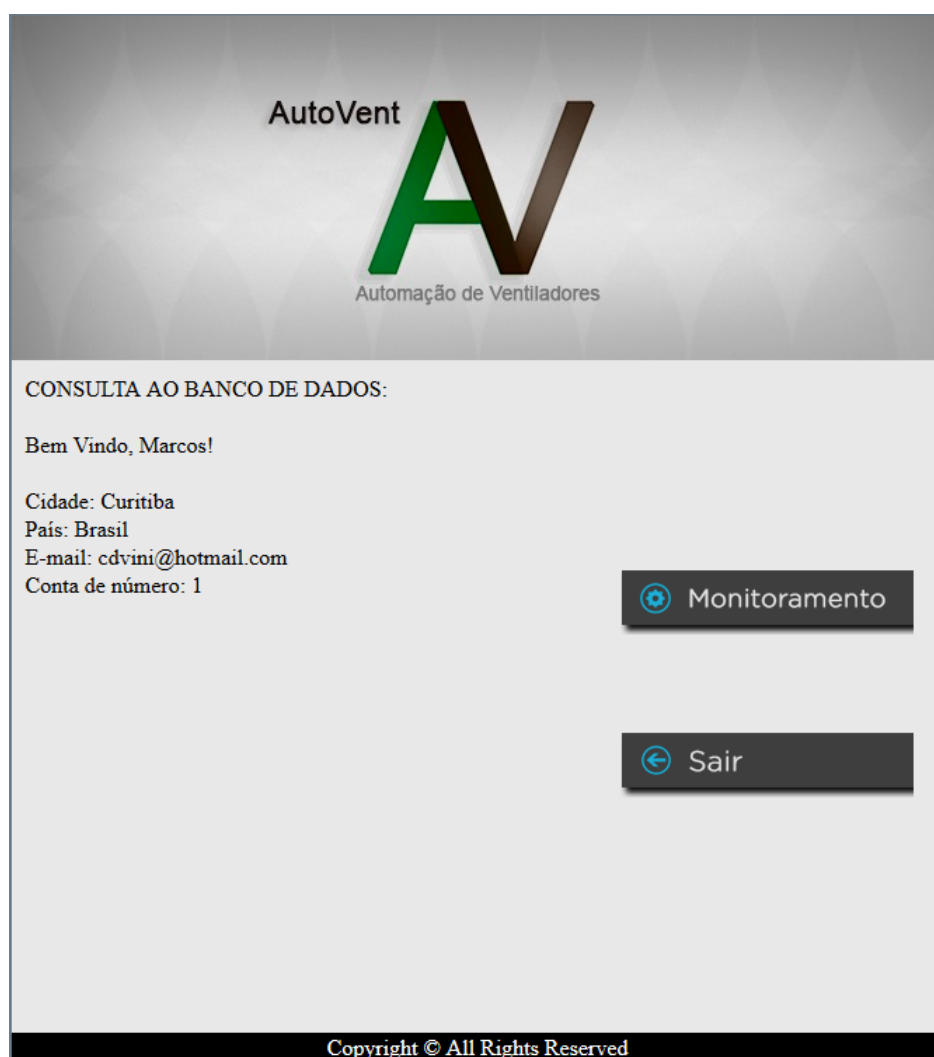 AutoVent
AV
Automação de Ventiladores
CONSULTA AO BANCO DE DADOS:
Bem Vindo, Marcos!
Cidade: Curitiba
País: Brasil
E-mail: cdvini@hotmail.com
Conta de número: 1
Monitoramento
Sair
Copyright © All Rights Reserved